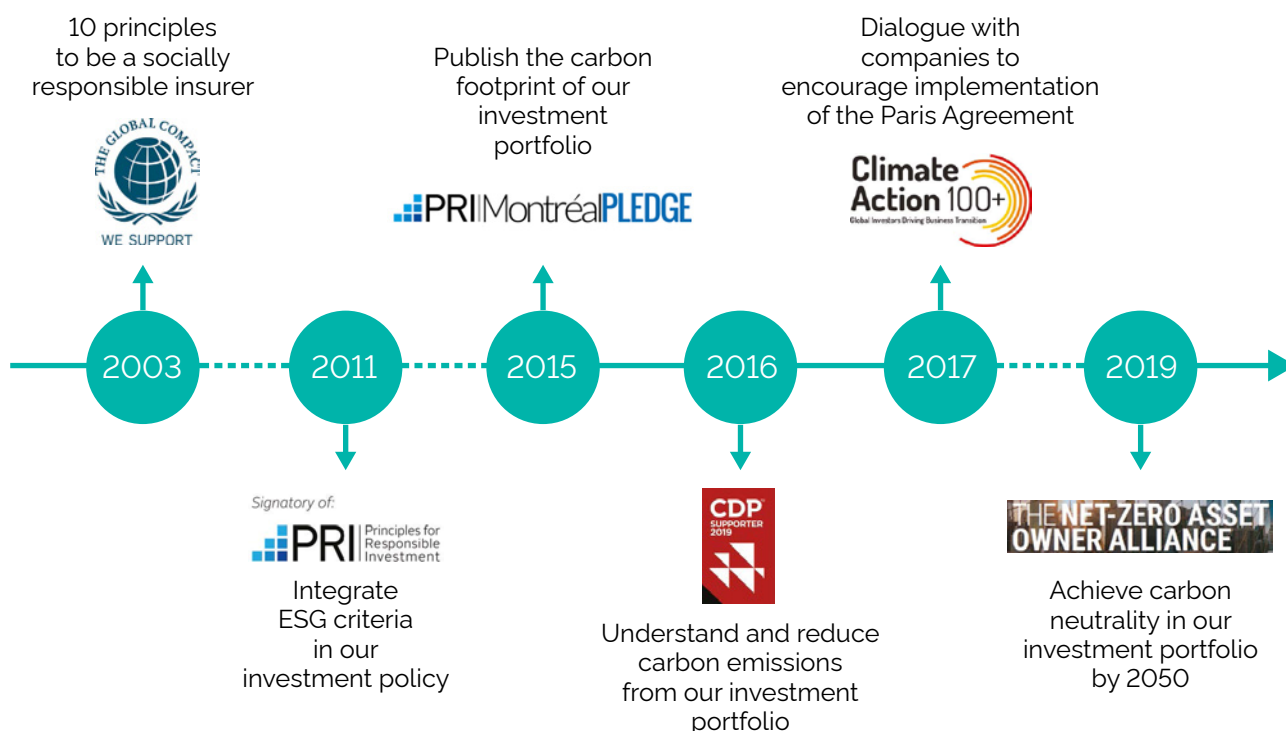 10 principles
to be a socially
responsible insurer
THE GLOBAL COMPACT
WE SUPPORT
Publish the carbon
footprint of our
investment
portfolio
PRI MontréalPLEDGE
Dialogue with
companies to
encourage implementation
of the Paris Agreement
Climate
Action 100+
Global Investors Driving Business Transition
2003
2011
2015
2016
2017
2019
Signatory of:
PRI
Principles for
Responsible
Investment
Integrate
ESG criteria
in our
investment policy
CDP
SUPPORTER
2019
Understand and reduce
carbon emissions
from our investment
portfolio
THE NET-ZERO ASSET
OWNER ALLIANCE
Achieve carbon
neutrality in our
investment portfolio
by 2050